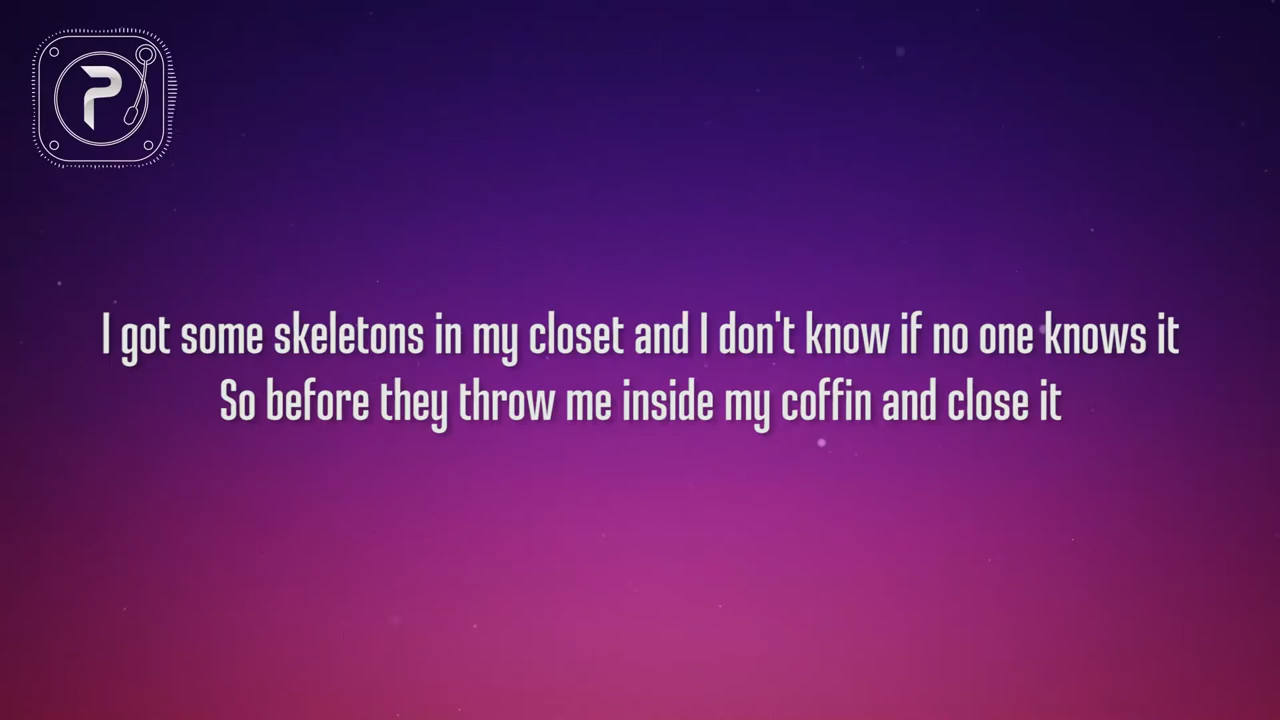 P
I got some skeletons in my closet and I don't know if no one knows it
So before they throw me inside my coffin and close it